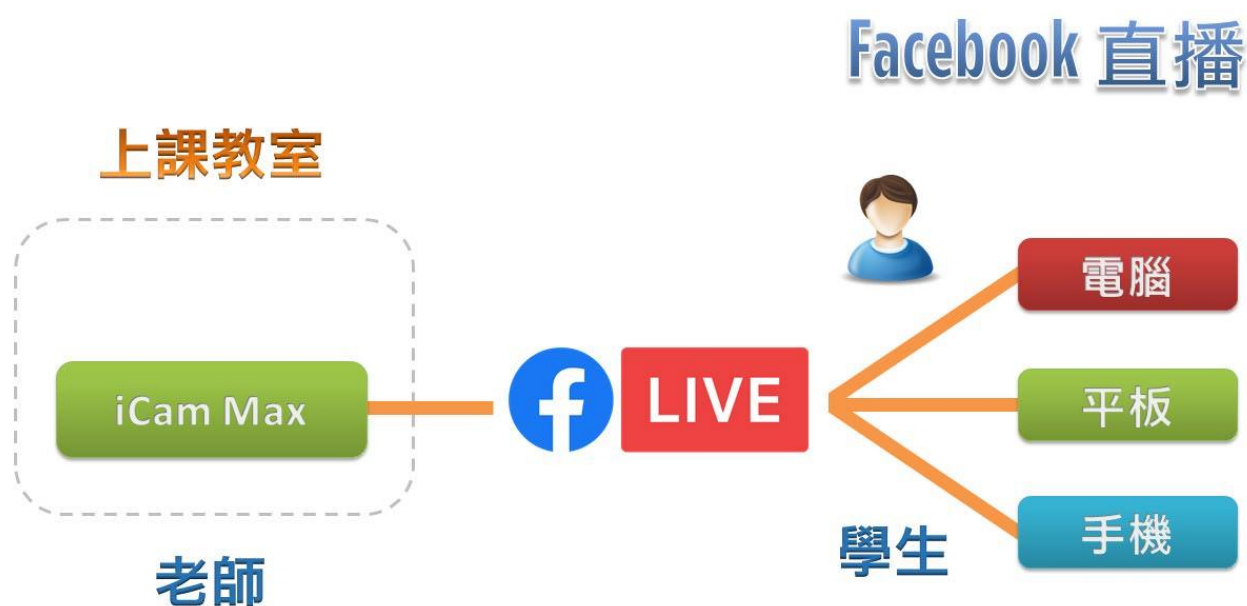 Facebook 直播
上課教室
iCam Max
老師
LIVE
學生
電腦
平板
手機